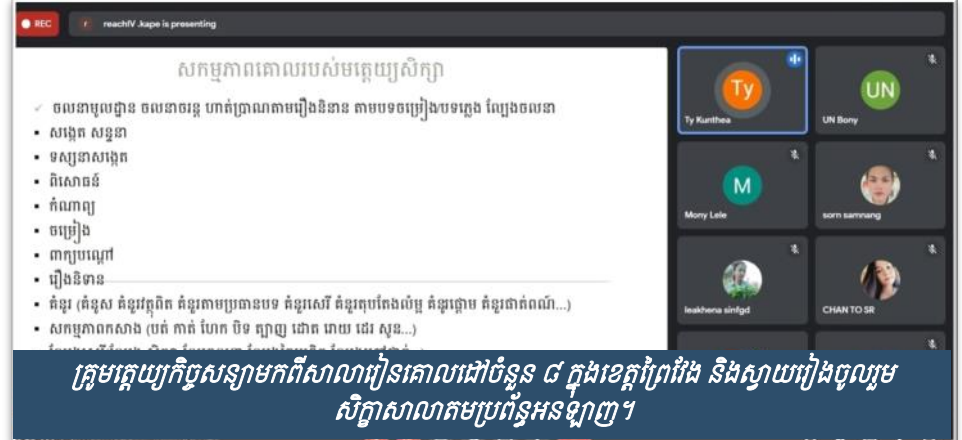 REC
r reachIV .kape is presenting
សកម្មភាពគោលរបស់មត្តេយ្យសិក្សា
✓ ចលនាមូលដ្ឋាន ចលនាចរន្ត ហាត់ប្រាណតាមរឿងនិទាន តាមបទចម្រៀង/បទភ្លេង ល្បែងចលនា
▪ សង្កេត សន្ទនា
▪ ទស្សនាសង្កេត
▪ ពិសោធន៍
▪ កំណាព្យ
▪ ចម្រៀង
▪ ពាក្យបណ្តៅ
▪ រឿងនិទាន
▪ គំនូរ (គំនូស គំនូរវត្ថុពិត គំនូរតាមប្រធានបទ គំនូរសេរី គំនូរតុបតែងលំអ គំនូរផ្តោម គំនូរផាត់ពណ៌...)
▪ សកម្មភាពកសាង (បត់ កាត់ ហែក បិទ ត្បាញ ដោត រោយ ដេរ សូន...)
Ty
Ty Kunthea
UN
UN Bony
M
Mony Lele
sorn samnang
leakhena sinfgd
CHAN TO SR
គ្រូមត្តេយ្យកិច្ចសន្យាមកពីសាលារៀនគោលដៅចំនួន ៨ ក្នុងខេត្តព្រៃវែង និងស្វាយរៀងចូលរួម
សិក្ខាសាលាតមប្រព័ន្ធអនឡាញ។